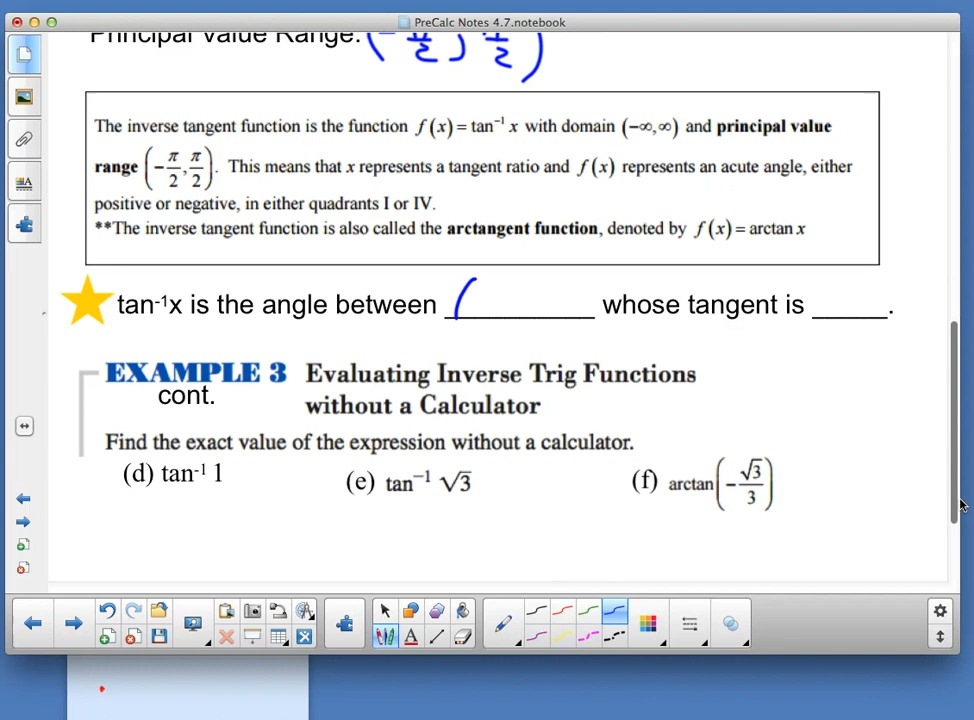 PreCalc Notes 4.7.notebook
Principal Value Range: (-π/2, π/2)
The inverse tangent function is the function f(x) = tan⁻¹ x with domain (-∞,∞) and principal value
range (-π/2, π/2). This means that x represents a tangent ratio and f(x) represents an acute angle, either
positive or negative, in either quadrants I or IV.
**The inverse tangent function is also called the arctangent function, denoted by f(x) = arctan x
tan⁻¹x is the angle between (__________ whose tangent is _____.
EXAMPLE 3 Evaluating Inverse Trig Functions
cont. without a Calculator
Find the exact value of the expression without a calculator.
(d) tan⁻¹ 1 (e) tan⁻¹ √3 (f) arctan(-√3/3)